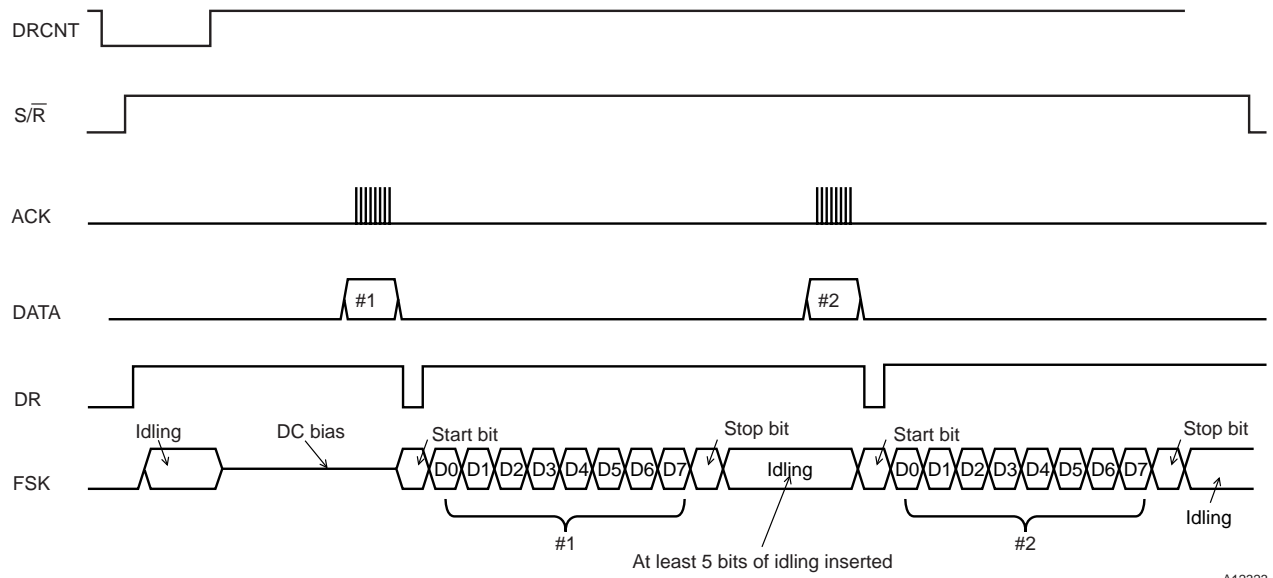 DRCNT
S/R̅
ACK
DATA
#1
#2
DR
Idling
DC bias
Start bit
Stop bit
Start bit
Stop bit
FSK
D0 D1 D2 D3 D4 D5 D6 D7
Idling
D0 D1 D2 D3 D4 D5 D6 D7
Idling
#1
#2
At least 5 bits of idling inserted